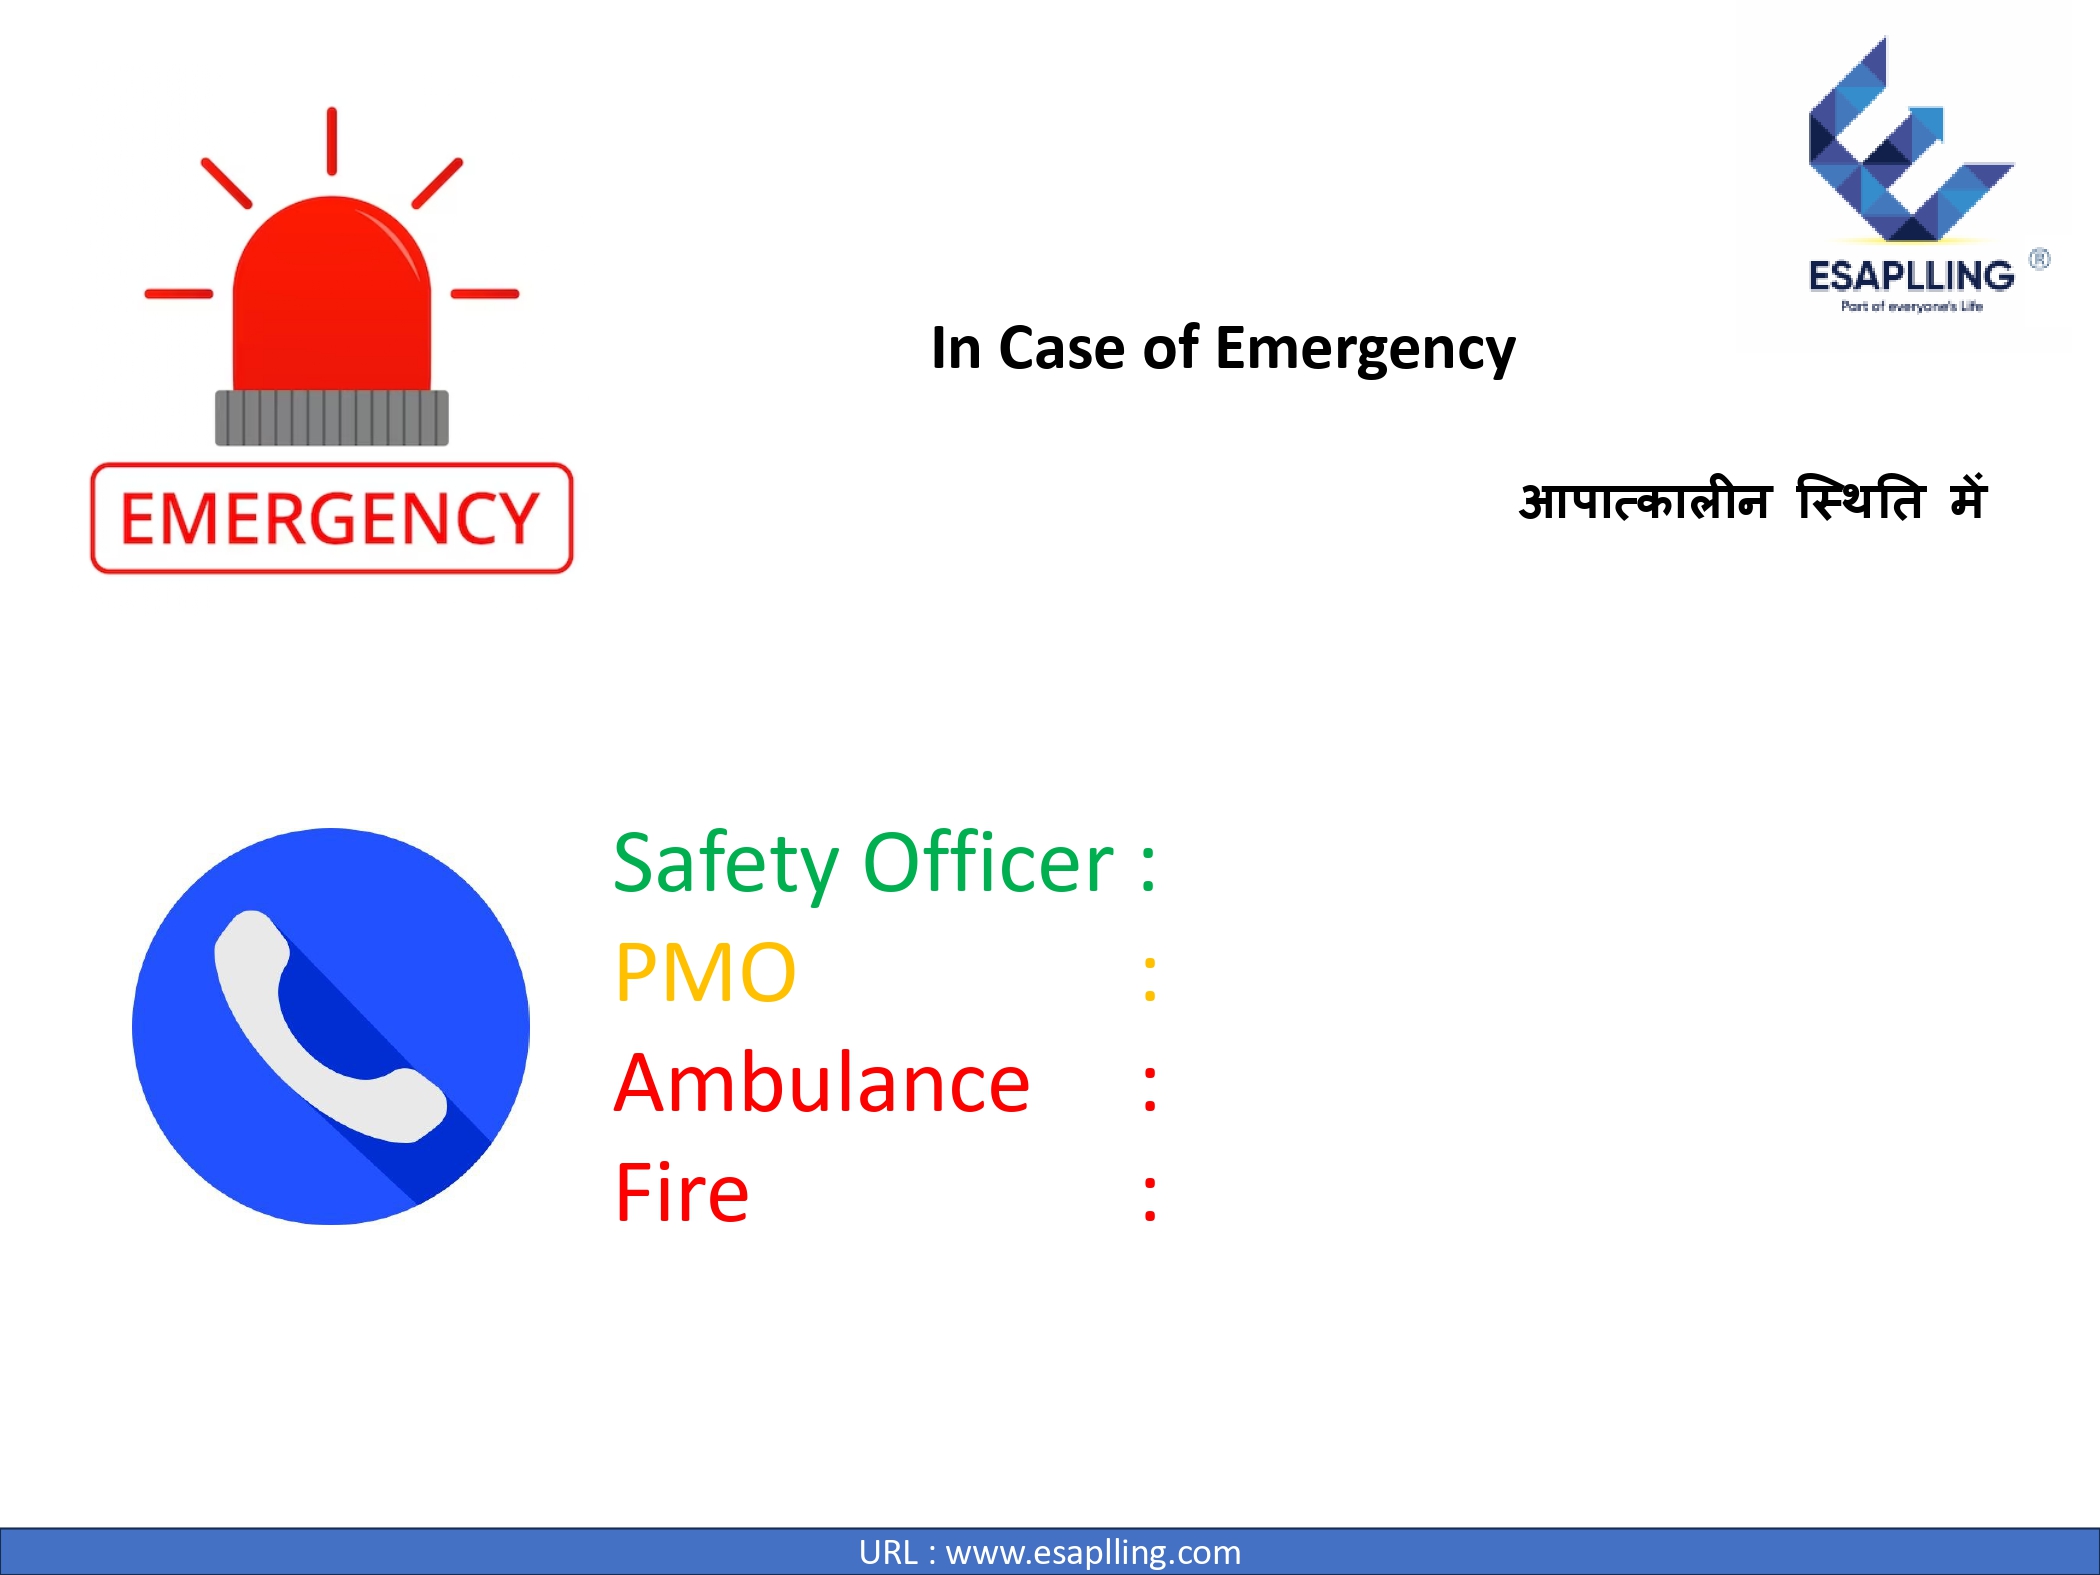 ESAPLLING ®
Part of everyone's Life
In Case of Emergency
आपात्कालीन स्थिति में
EMERGENCY
Safety Officer :
PMO :
Ambulance :
Fire :
URL : www.esaplling.com